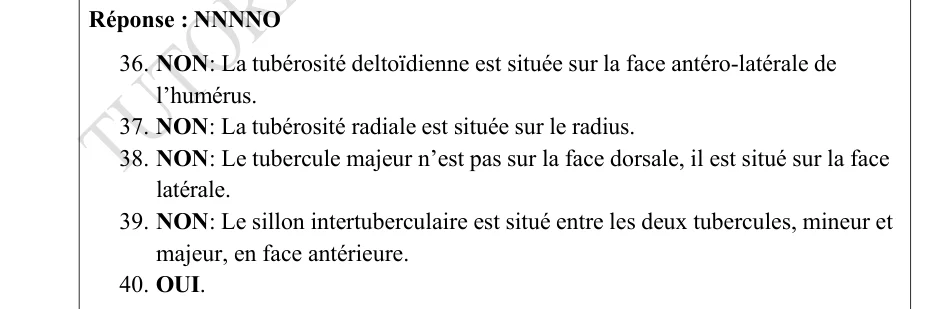 Réponse : NNNNO
36. NON: La tubérosité deltoïdienne est située sur la face antéro-latérale de
l’humérus.
37. NON: La tubérosité radiale est située sur le radius.
38. NON: Le tubercule majeur n’est pas sur la face dorsale, il est situé sur la face
latérale.
39. NON: Le sillon intertuberculaire est situé entre les deux tubercules, mineur et
majeur, en face antérieure.
40. OUI.